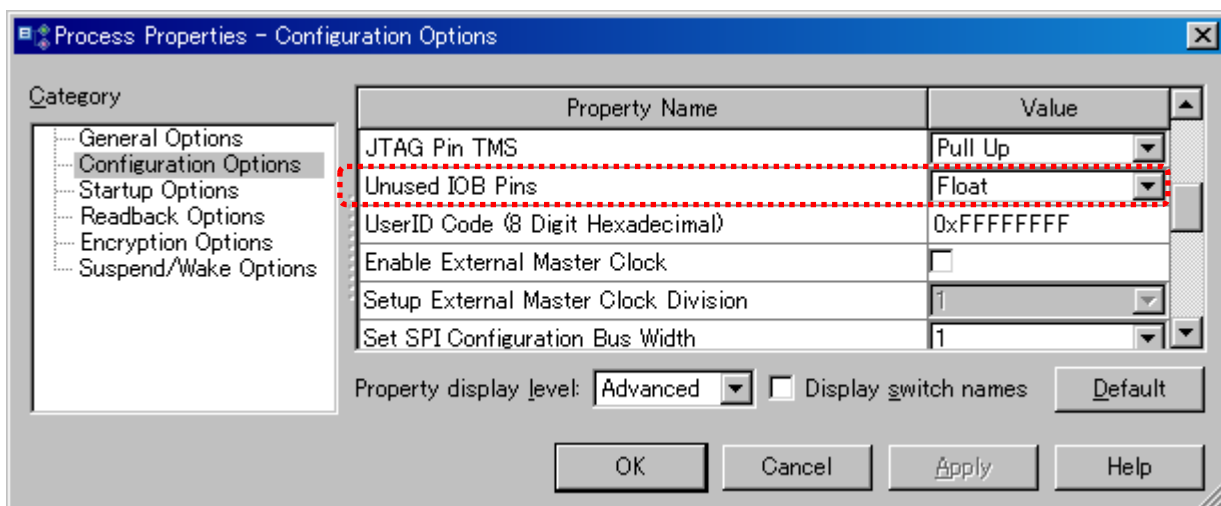 Process Properties - Configuration Options
Category
General Options
Configuration Options
Startup Options
Readback Options
Encryption Options
Suspend/Wake Options
Property Name Value
JTAG Pin TMS Pull Up
Unused IOB Pins Float
UserID Code (8 Digit Hexadecimal) 0xFFFFFFFF
Enable External Master Clock
Setup External Master Clock Division 1
Set SPI Configuration Bus Width 1
Property display level: Advanced Display switch names Default
OK Cancel Apply Help